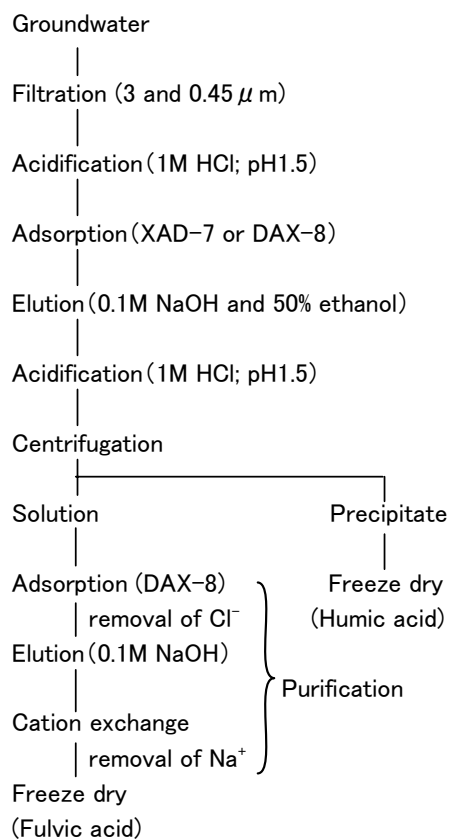 Groundwater
Filtration (3 and 0.45 μm)
Acidification (1M HCl; pH1.5)
Adsorption (XAD-7 or DAX-8)
Elution (0.1M NaOH and 50% ethanol)
Acidification (1M HCl; pH1.5)
Centrifugation
Solution
Precipitate
Adsorption (DAX-8)
Freeze dry
removal of Cl⁻
(Humic acid)
Elution (0.1M NaOH)
Purification
Cation exchange
removal of Na⁺
Freeze dry
(Fulvic acid)